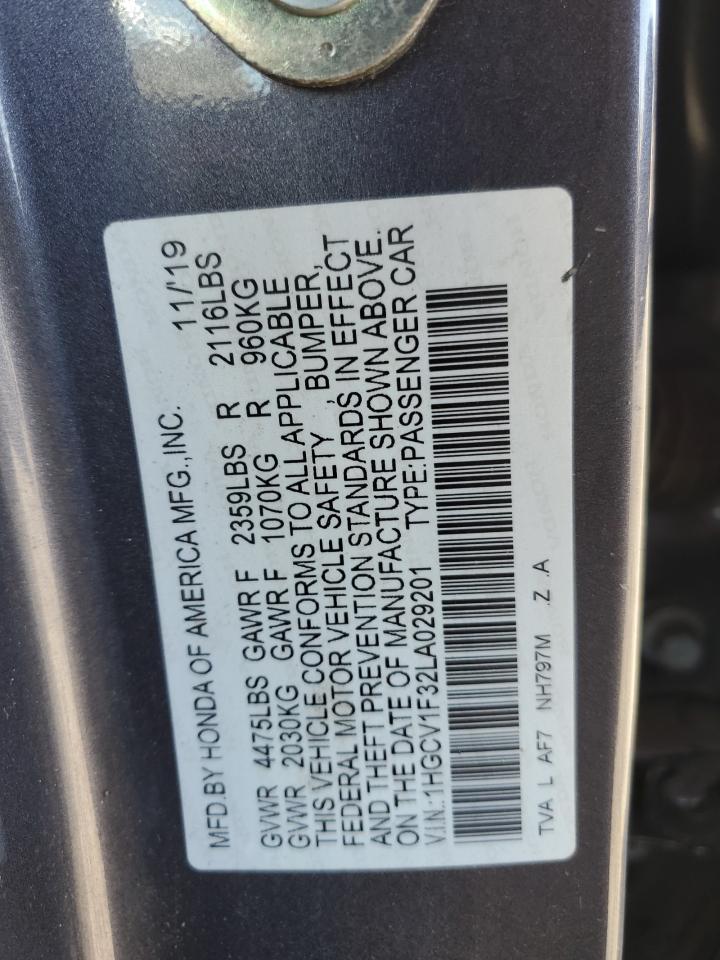 MFD.BY HONDA OF AMERICA MFG.,INC. 11/'19
GVWR 4475LBS GAWR F 2359LBS R 2116LBS
GVWR 2030KG GAWR F 1070KG R 960KG
THIS VEHICLE CONFORMS TO ALL APPLICABLE
FEDERAL MOTOR VEHICLE SAFETY , BUMPER,
AND THEFT PREVENTION STANDARDS IN EFFECT
ON THE DATE OF MANUFACTURE SHOWN ABOVE.
V.I.N.:1HGCV1F32LA029201 TYPE:PASSENGER CAR
TVA L AF7 NH797M .Z .A